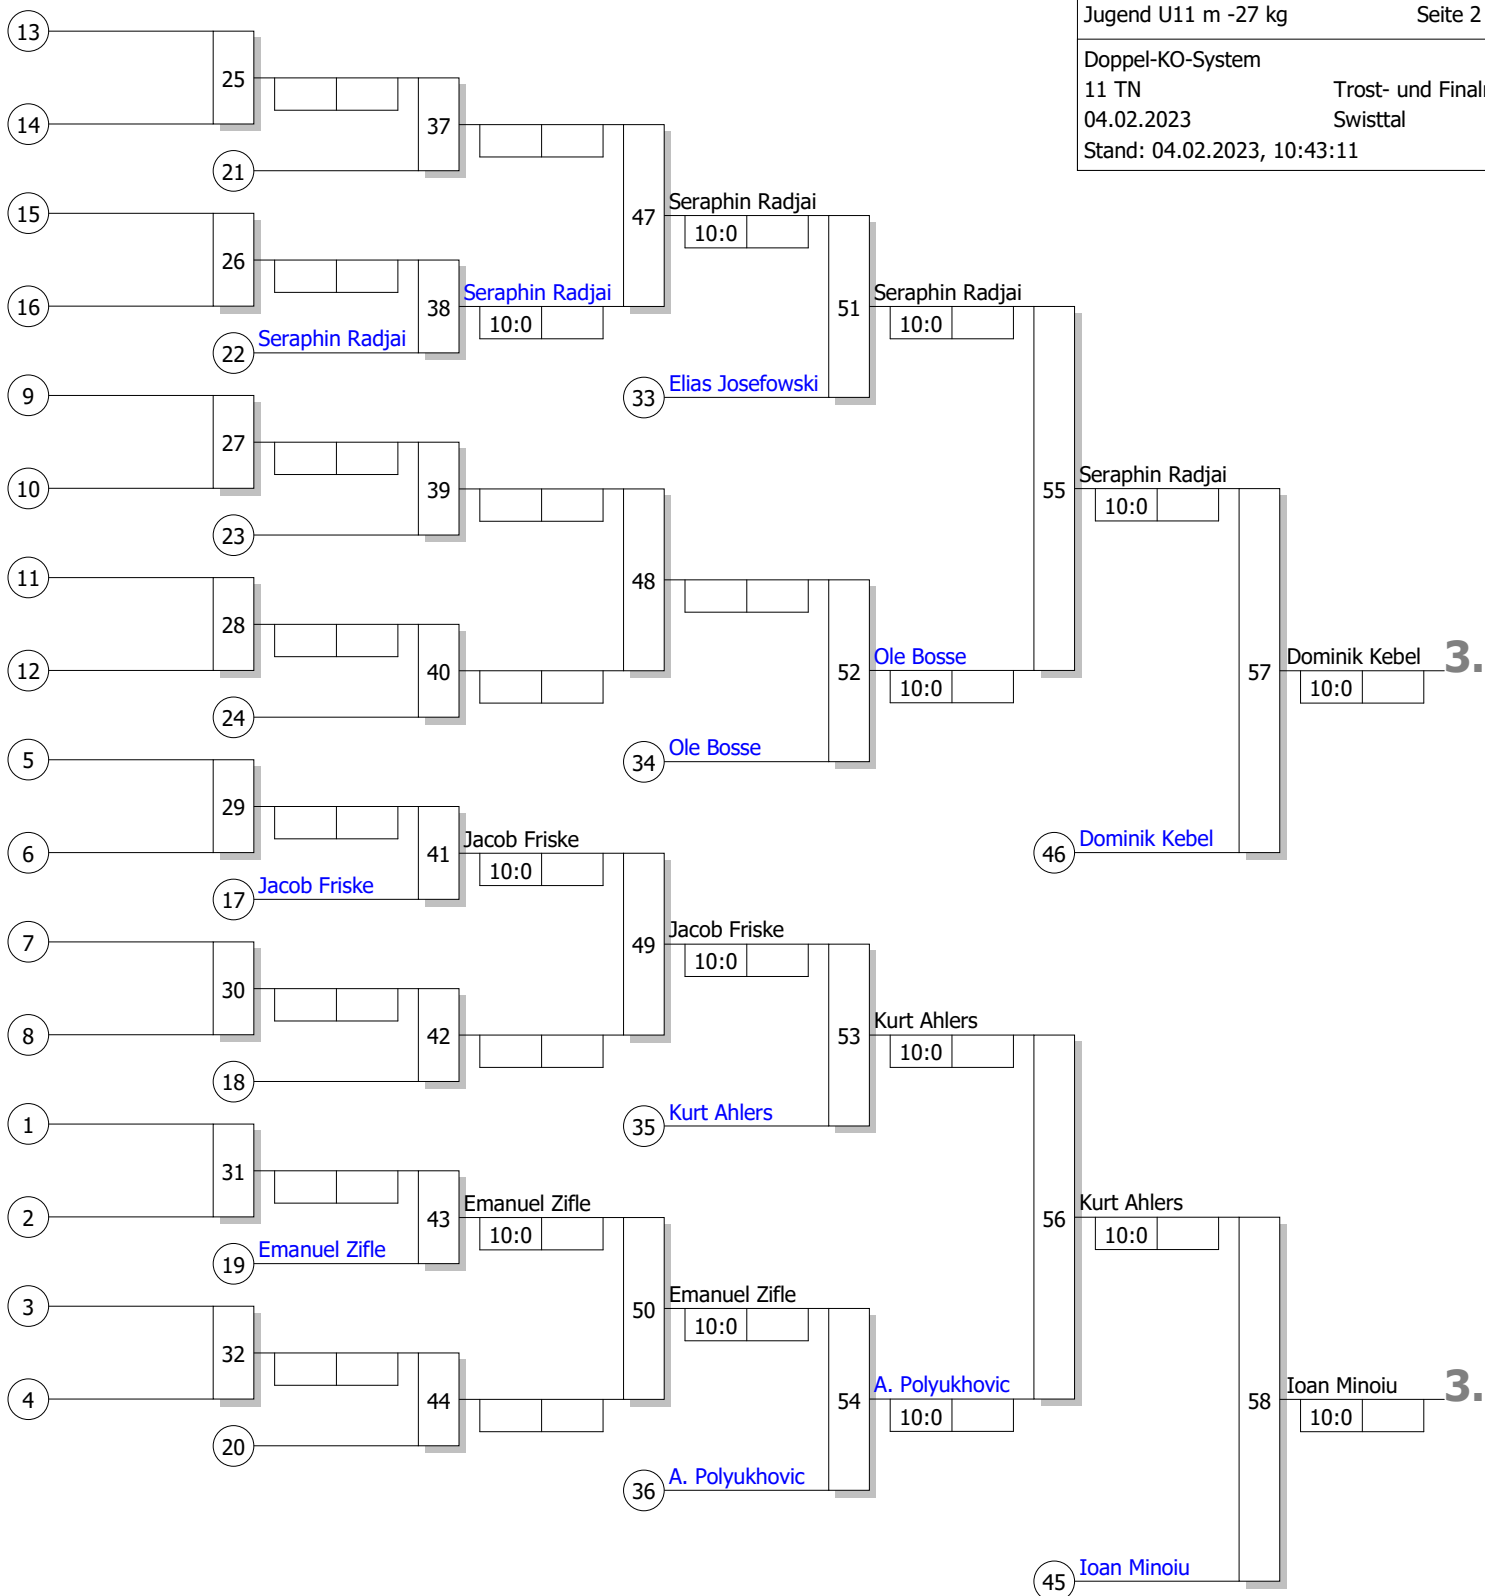 Jugend U11 m -27 kg Seite 2
Doppel-KO-System
11 TN Trost- und Final
04.02.2023 Swisttal
Stand: 04.02.2023, 10:43:11
13
25
14
37
21
15
47
Seraphin Radjai
10:0
26
16
38
Seraphin Radjai
10:0
22
Seraphin Radjai
51
Seraphin Radjai
10:0
33
Elias Josefowski
9
27
10
39
23
55
Seraphin Radjai
10:0
11
48
28
12
40
24
52
Ole Bosse
10:0
34
Ole Bosse
57
Dominik Kebel
10:0
3.
5
29
6
41
Jacob Friske
10:0
17
Jacob Friske
46
Dominik Kebel
7
49
Jacob Friske
10:0
30
8
42
18
53
Kurt Ahlers
10:0
35
Kurt Ahlers
1
31
2
43
Emanuel Zifle
10:0
19
Emanuel Zifle
56
Kurt Ahlers
10:0
3
50
Emanuel Zifle
10:0
32
4
44
20
54
A. Polyukhovic
10:0
36
A. Polyukhovic
58
Ioan Minoiu
10:0
3.
45
Ioan Minoiu